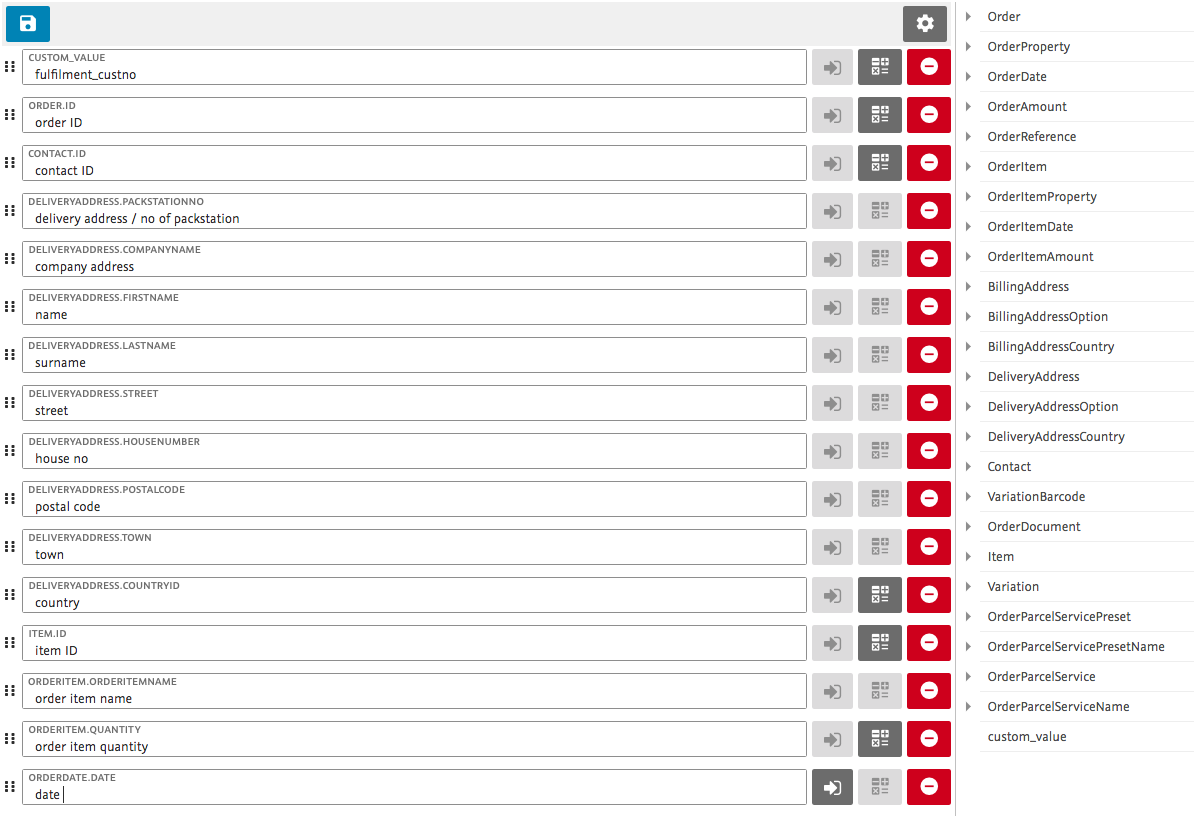 CUSTOM_VALUE
fulfilment_custno
ORDER.ID
order ID
CONTACT.ID
contact ID
DELIVERYADDRESS.PACKSTATIONNO
delivery address / no of packstation
DELIVERYADDRESS.COMPANYNAME
company address
DELIVERYADDRESS.FIRSTNAME
name
DELIVERYADDRESS.LASTNAME
surname
DELIVERYADDRESS.STREET
street
DELIVERYADDRESS.HOUSENUMBER
house no
DELIVERYADDRESS.POSTALCODE
postal code
DELIVERYADDRESS.TOWN
town
DELIVERYADDRESS.COUNTRYID
country
ITEM.ID
item ID
ORDERITEM.ORDERITEMNAME
order item name
ORDERITEM.QUANTITY
order item quantity
ORDERDATE.DATE
date
Order
OrderProperty
OrderDate
OrderAmount
OrderReference
OrderItem
OrderItemProperty
OrderItemDate
OrderItemAmount
BillingAddress
BillingAddressOption
BillingAddressCountry
DeliveryAddress
DeliveryAddressOption
DeliveryAddressCountry
Contact
VariationBarcode
OrderDocument
Item
Variation
OrderParcelServicePreset
OrderParcelServicePresetName
OrderParcelService
OrderParcelServiceName
custom_value